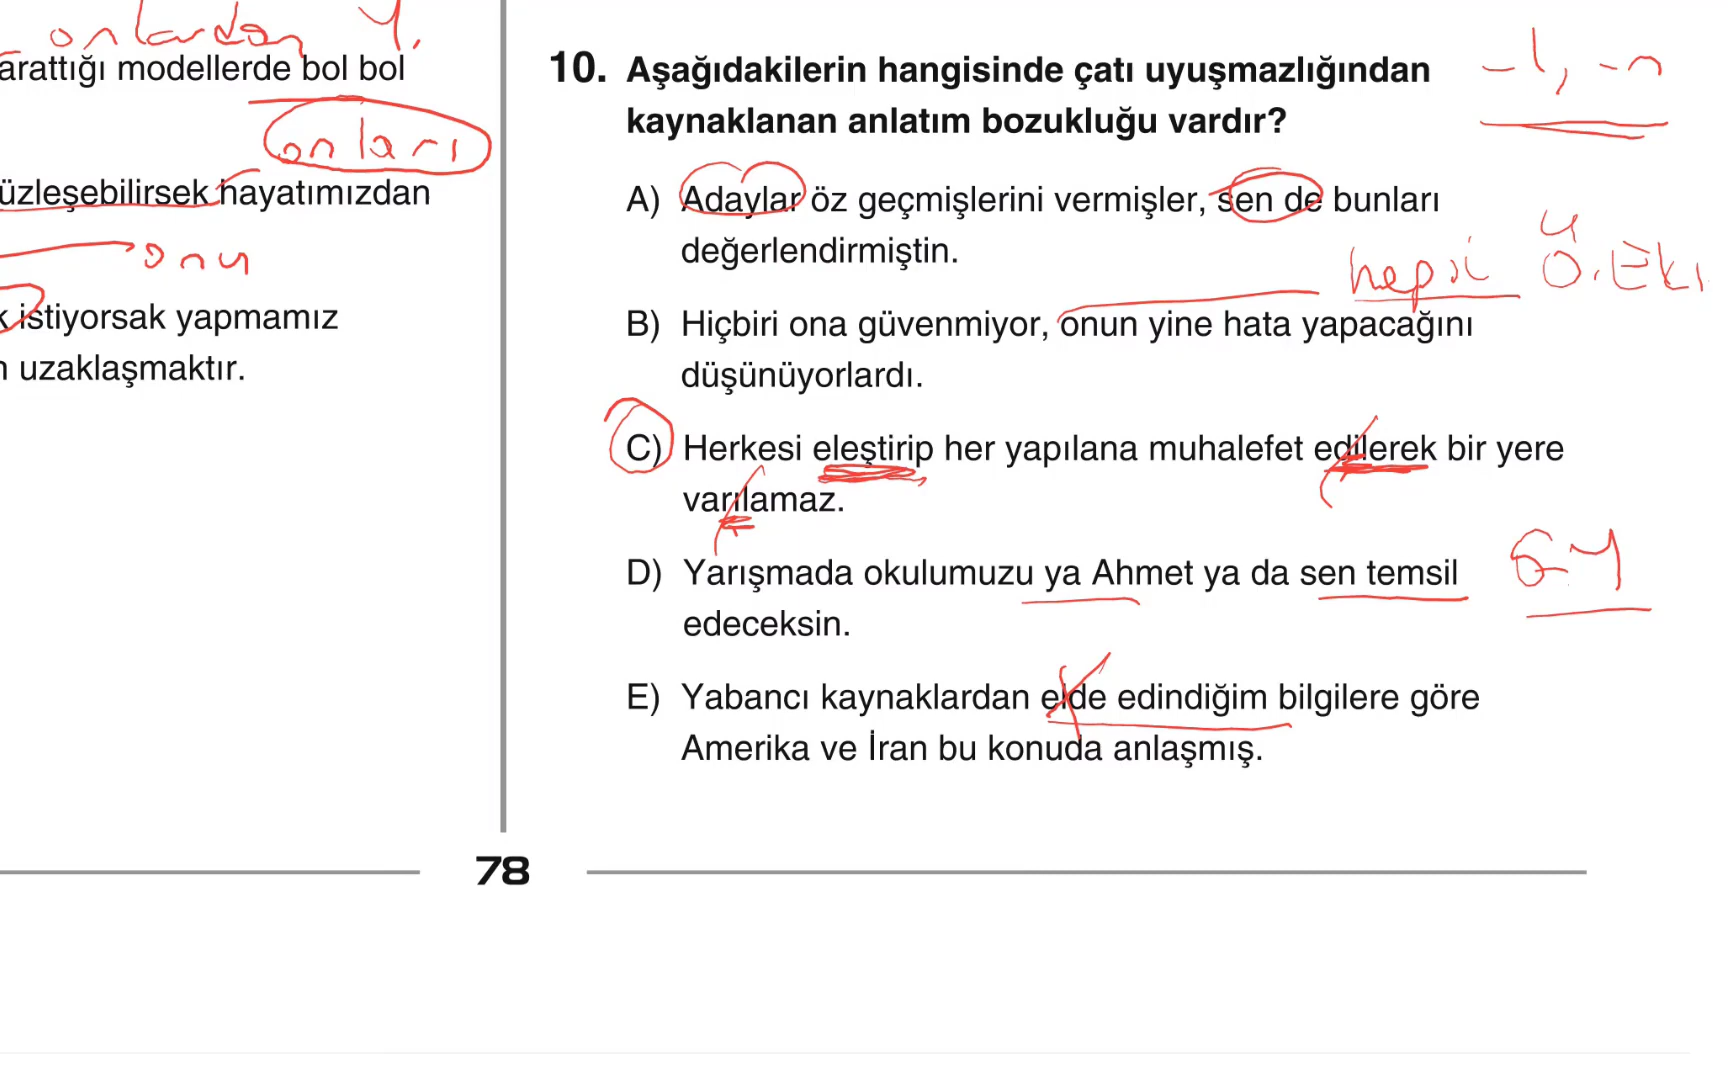 onlardan
arattığı modellerde bol bol
onları
üzleşebilirsek hayatımızdan
onu
k istiyorsak yapmamız
n uzaklaşmaktır.
10. Aşağıdakilerin hangisinde çatı uyuşmazlığından
-l, -n
kaynaklanan anlatım bozukluğu vardır?
A) Adaylar öz geçmişlerini vermişler, sen de bunları
değerlendirmiştin.
hepsi Ö. Eki
B) Hiçbiri ona güvenmiyor, onun yine hata yapacağını
düşünüyorlardı.
C) Herkesi eleştirip her yapılana muhalefet edilerek bir yere
varılamaz.
D) Yarışmada okulumuzu ya Ahmet ya da sen temsil
edeceksin.
E) Yabancı kaynaklardan elde edindiğim bilgilere göre
Amerika ve İran bu konuda anlaşmış.
78